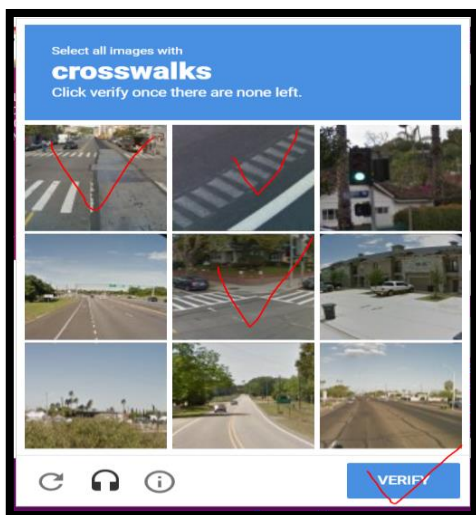 Select all images with
crosswalks
Click verify once there are none left.
VERIFY